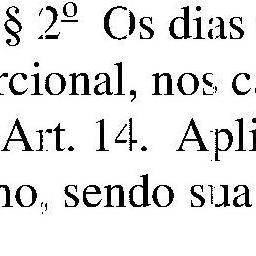 § 2º Os dias
rcional, nos c
Art. 14. Apli
no, sendo sua